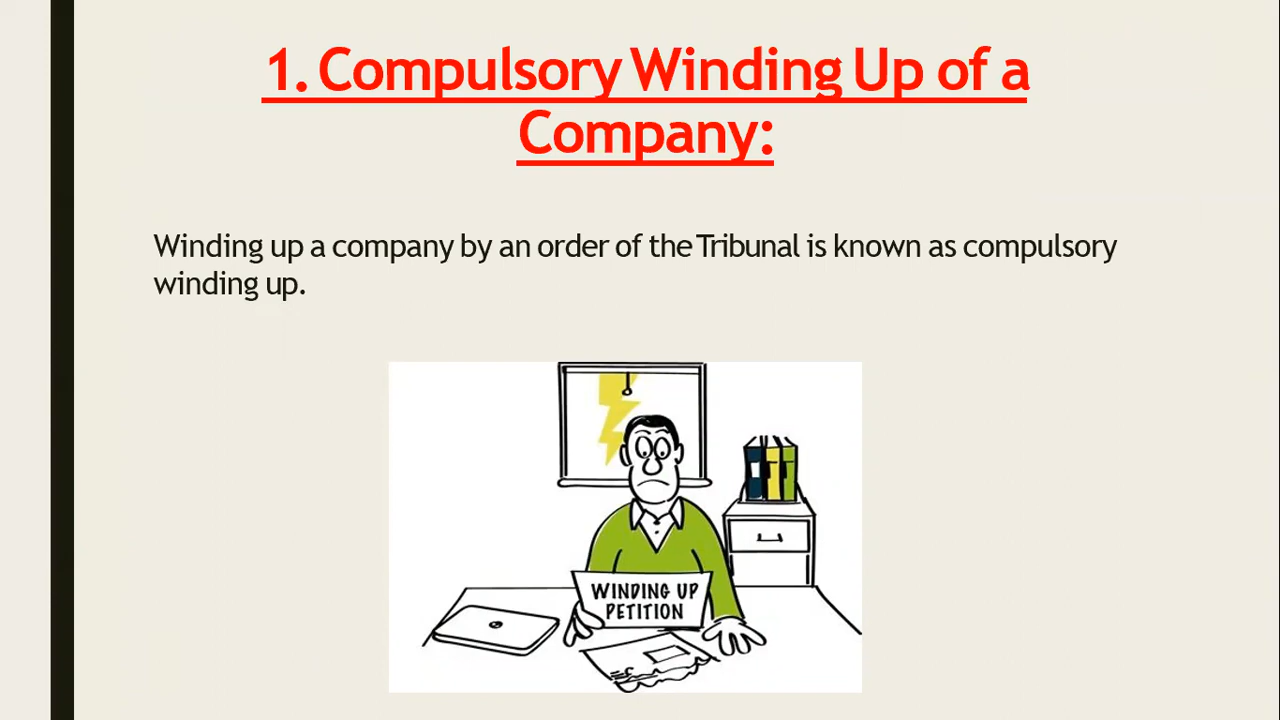 1. Compulsory Winding Up of a
Company:
Winding up a company by an order of the Tribunal is known as compulsory
winding up.
WINDING UP
PETITION